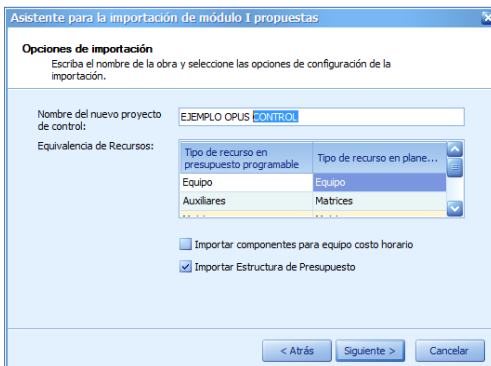 Asistente para la importación de módulo I propuestas
Opciones de importación
Escriba el nombre de la obra y seleccione las opciones de configuración de la
importación.
Nombre del nuevo proyecto
de control:
EJEMPLO OPUS CONTROL
Equivalencia de Recursos:
Tipo de recurso en
presupuesto programable
Tipo de recurso en plane...
Equipo
Equipo
Auxiliares
Matrices
Importar componentes para equipo costo horario
Importar Estructura de Presupuesto
< Atrás
Siguiente >
Cancelar